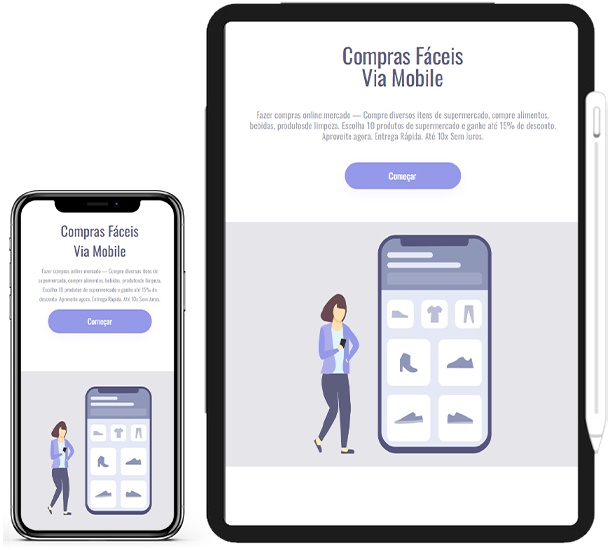 Compras Fáceis
Via Mobile
Fazer compras online mercado — Compre diversos itens de supermercado, compre alimentos,
bebidas, produtosde limpeza. Escolha 10 produtos de supermercado e ganhe até 15% de desconto.
Aproveite agora. Entrega Rápida. Até 10x Sem Juros.
Começar
Compras Fáceis
Via Mobile
Fazer compras online mercado — Compre diversos itens de
supermercado, compre alimentos, bebidas, produtosde limpeza.
Escolha 10 produtos de supermercado e ganhe até 15% de
desconto. Aproveite agora. Entrega Rápida. Até 10x Sem Juros.
Começar